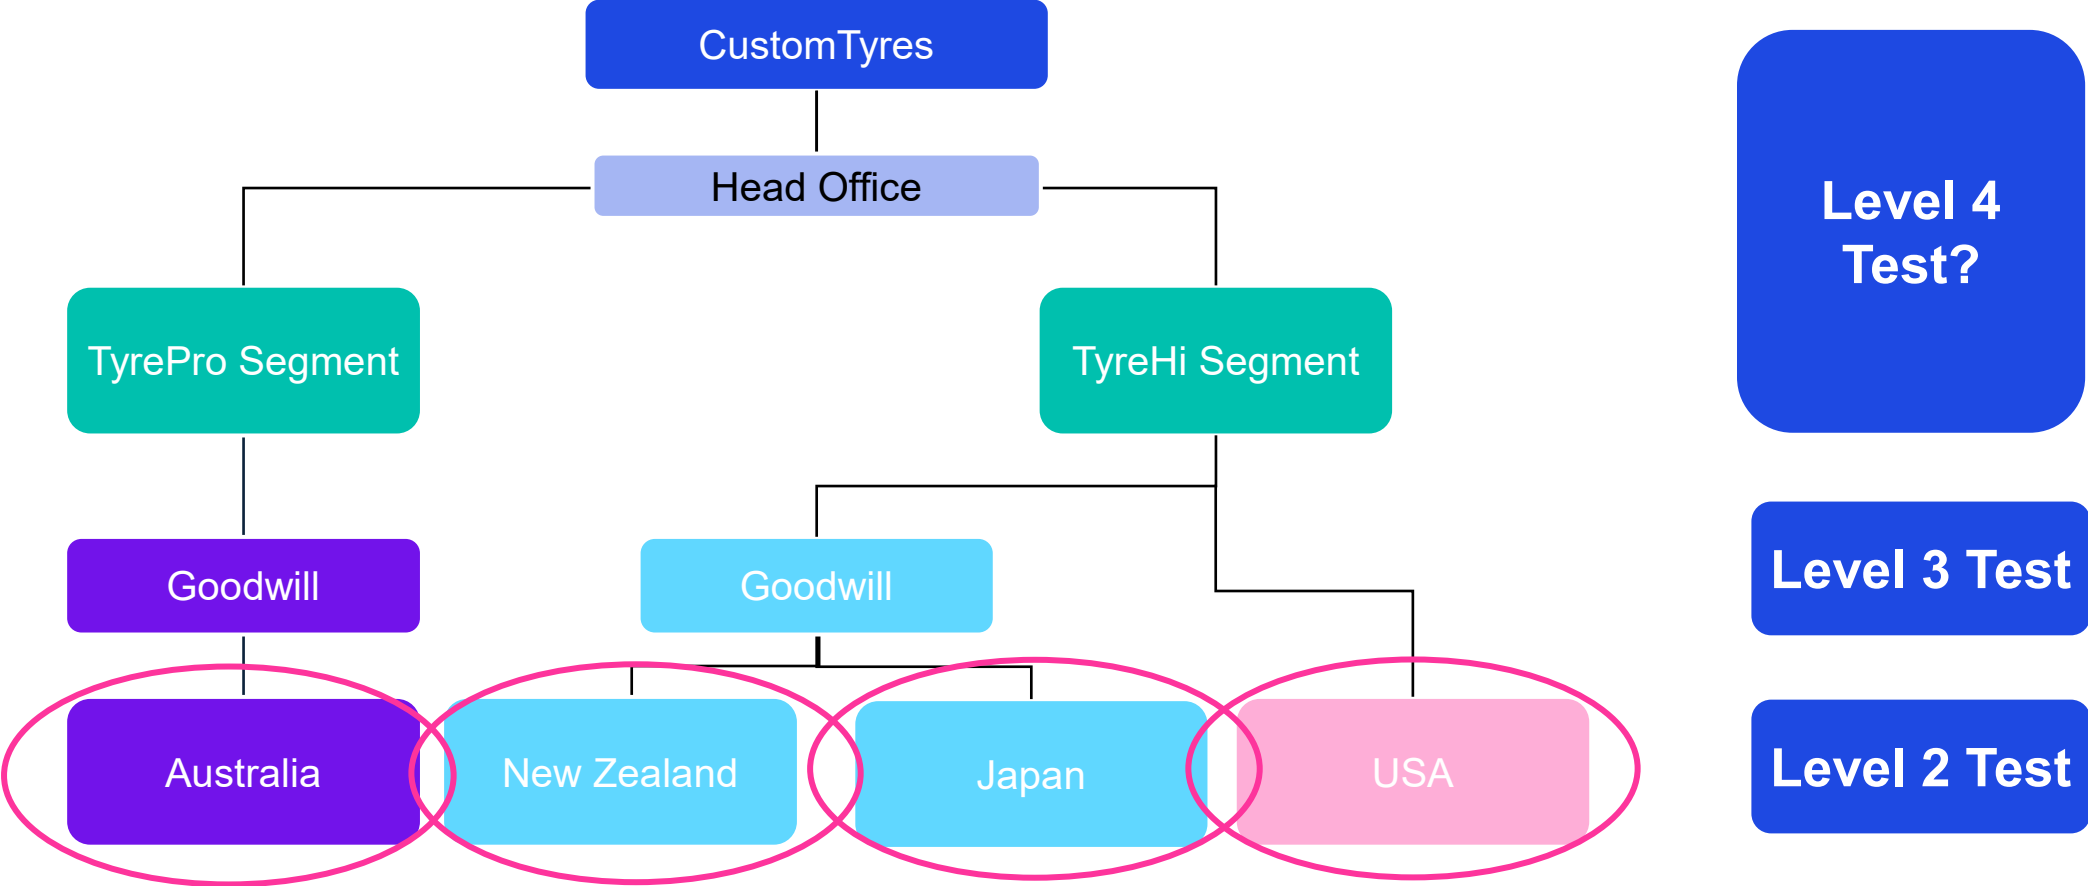 CustomTyres
Head Office
Level 4
Test?
TyrePro Segment
TyreHi Segment
Goodwill
Goodwill
Level 3 Test
Australia
New Zealand
Japan
USA
Level 2 Test